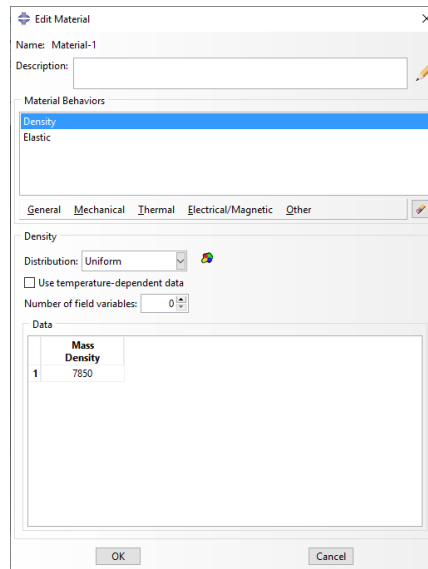 Edit Material
Name: Material-1
Description:
Material Behaviors
Density
Elastic
General Mechanical Thermal Electrical/Magnetic Other
Density
Distribution: Uniform
Use temperature-dependent data
Number of field variables: 0
Data
Mass
Density
1 7850
OK Cancel